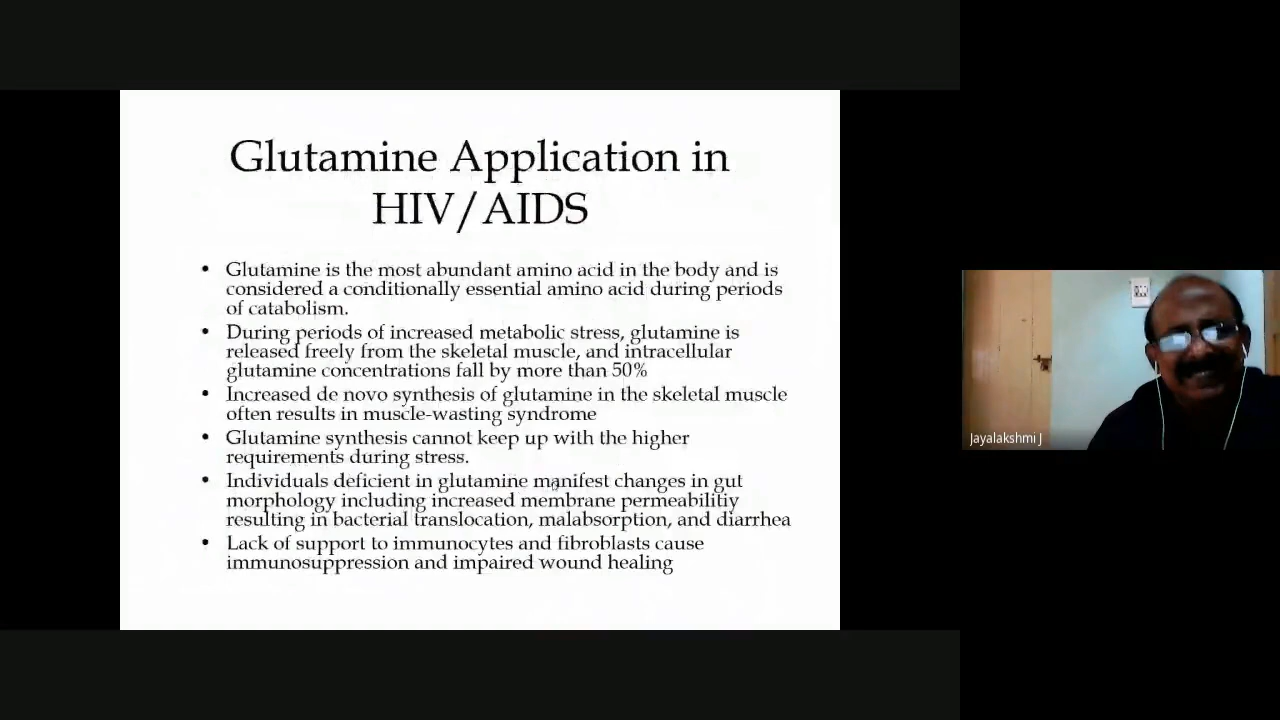 Glutamine Application in
HIV/AIDS
• Glutamine is the most abundant amino acid in the body and is
considered a conditionally essential amino acid during periods
of catabolism.
• During periods of increased metabolic stress, glutamine is
released freely from the skeletal muscle, and intracellular
glutamine concentrations fall by more than 50%
• Increased de novo synthesis of glutamine in the skeletal muscle
often results in muscle-wasting syndrome
• Glutamine synthesis cannot keep up with the higher
requirements during stress.
• Individuals deficient in glutamine manifest changes in gut
morphology including increased membrane permeabilitiy
resulting in bacterial translocation, malabsorption, and diarrhea
• Lack of support to immunocytes and fibroblasts cause
immunosuppression and impaired wound healing
Jayalakshmi J